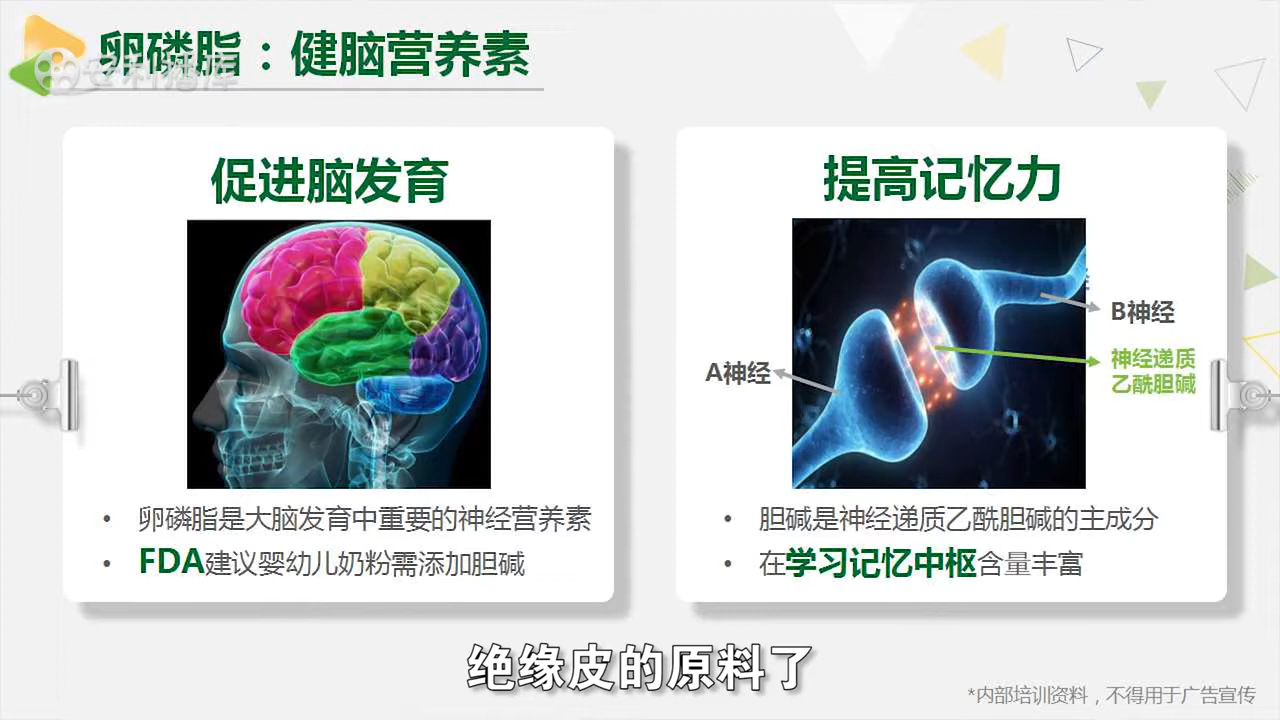 卵磷脂：健脑营养素
安利播库
促进脑发育
卵磷脂是大脑发育中重要的神经营养素
FDA建议婴幼儿奶粉需添加胆碱
提高记忆力
B神经
神经递质
乙酰胆碱
A神经
胆碱是神经递质乙酰胆碱的主成分
在学习记忆中枢含量丰富
绝缘皮的原料了
*内部培训资料，不得用于广告宣传